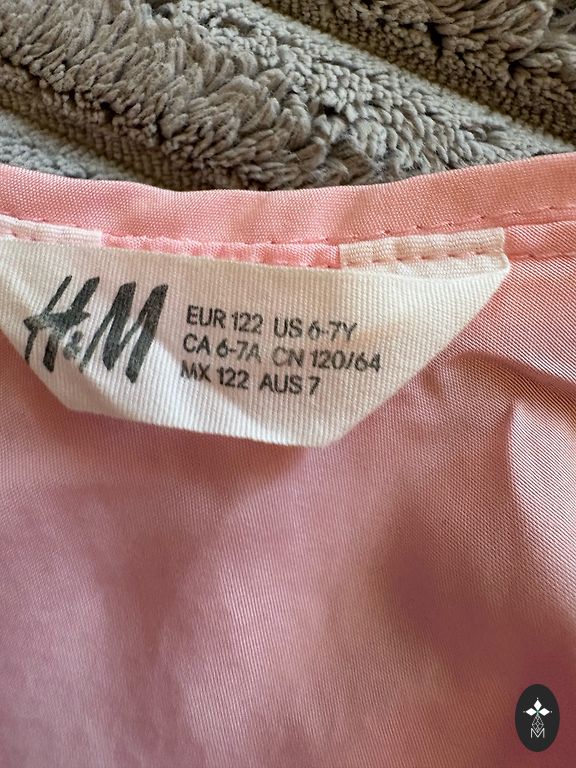 H&M
EUR 122 US 6-7Y
CA 6-7A CN 120/64
MX 122 AUS 7
M